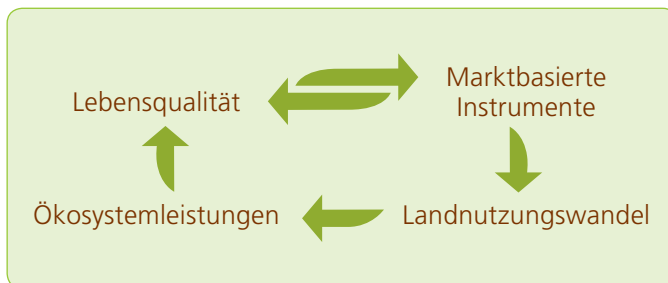 Lebensqualität
Marktbasierte
Instrumente
Ökosystemleistungen
Landnutzungswandel